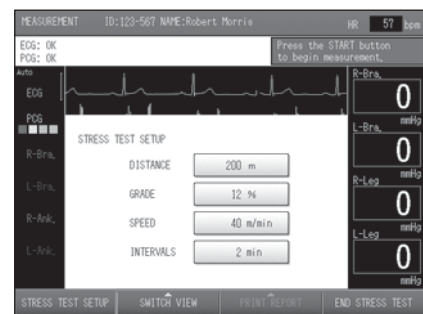 MEASUREMENT ID:123-567 NAME:Robert Morris HR 57 bpm
ECG: OK
PCG: OK
Press the START button
to begin measurement.
Auto
ECG
PCG
R-Bra.
L-Bra.
R-Ank.
L-Ank.
STRESS TEST SETUP
DISTANCE 200 m
GRADE 12 %
SPEED 40 m/min
INTERVALS 2 min
R-Bra.
0
mmHg
L-Bra.
0
mmHg
R-Leg
0
mmHg
L-Leg
0
mmHg
STRESS TEST SETUP SWITCH VIEW PRINT REPORT END STRESS TEST